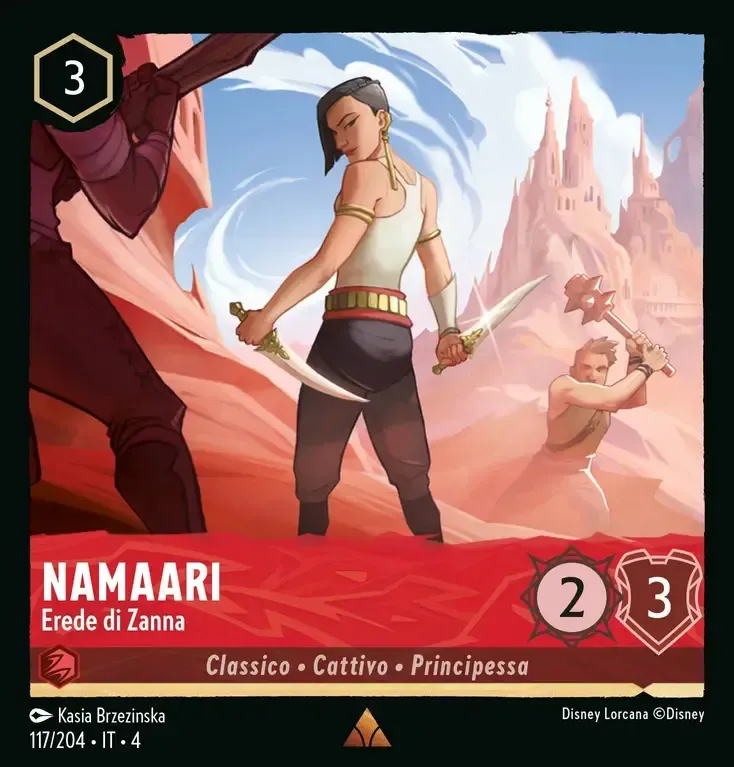 3
NAMAARI
Erede di Zanna
2
3
Classico • Cattivo • Principessa
Kasia Brzezinska
Disney Lorcana ©Disney
117/204 • IT • 4